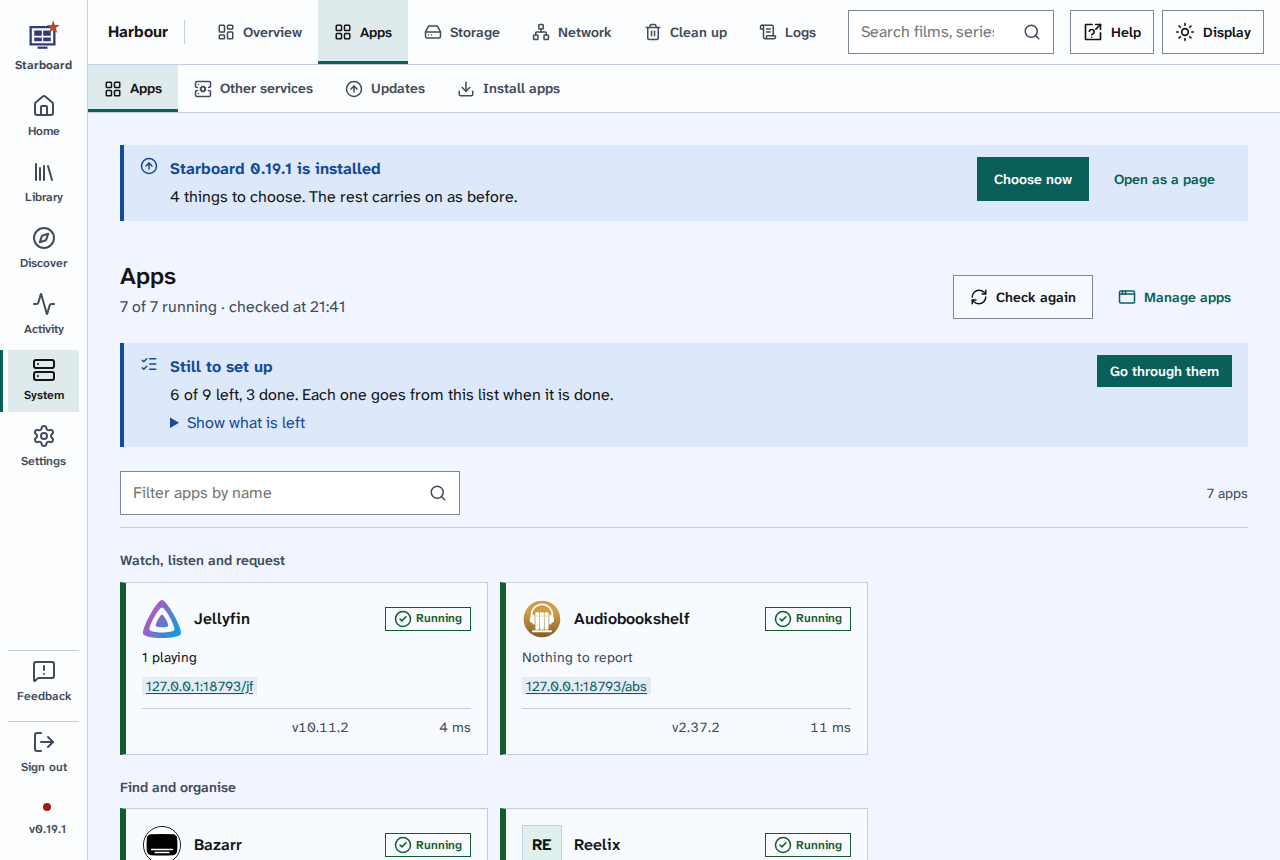 Starboard
Home
Library
Discover
Activity
System
Settings
Feedback
Sign out
v0.19.1
Harbour
Overview
Apps
Storage
Network
Clean up
Logs
Search films, series
Help
Display
Apps
Other services
Updates
Install apps
Starboard 0.19.1 is installed
4 things to choose. The rest carries on as before.
Choose now
Open as a page
Apps
7 of 7 running · checked at 21:41
Check again
Manage apps
Still to set up
6 of 9 left, 3 done. Each one goes from this list when it is done.
Show what is left
Go through them
Filter apps by name
7 apps
Watch, listen and request
Jellyfin
Running
1 playing
127.0.0.1:18793/jf
v10.11.2
4 ms
Audiobookshelf
Running
Nothing to report
127.0.0.1:18793/abs
v2.37.2
11 ms
Find and organise
Bazarr
Running
RE
Reelix
Running